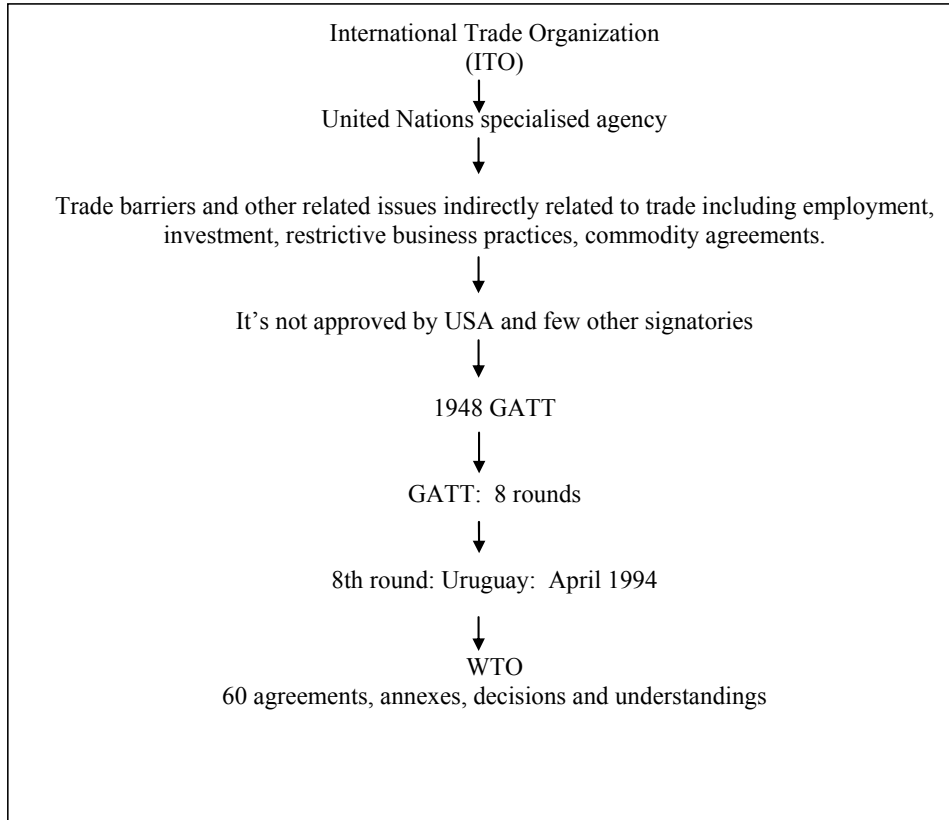 International Trade Organization
(ITO)
United Nations specialised agency
Trade barriers and other related issues indirectly related to trade including employment,
investment, restrictive business practices, commodity agreements.
It’s not approved by USA and few other signatories
1948 GATT
GATT:  8 rounds
8th round: Uruguay:  April 1994
WTO
60 agreements, annexes, decisions and understandings